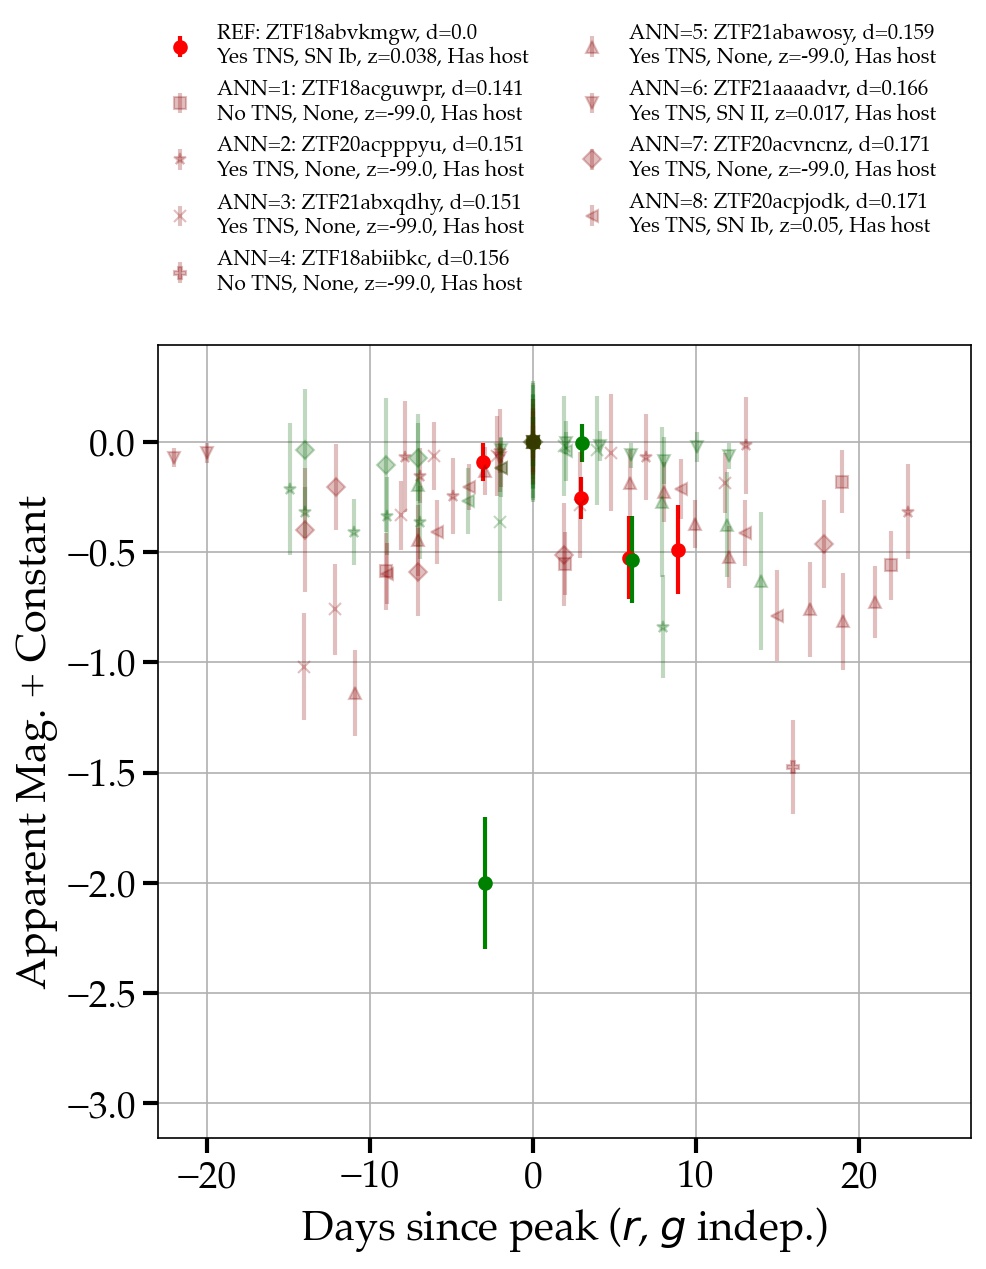 REF: ZTF18abvkmgw, d=0.0
Yes TNS, SN Ib, z=0.038, Has host
ANN=1: ZTF18acguwpr, d=0.141
No TNS, None, z=-99.0, Has host
ANN=2: ZTF20acpppyu, d=0.151
Yes TNS, None, z=-99.0, Has host
ANN=3: ZTF21abxqdhy, d=0.151
Yes TNS, None, z=-99.0, Has host
ANN=4: ZTF18abiibkc, d=0.156
No TNS, None, z=-99.0, Has host
ANN=5: ZTF21abawosy, d=0.159
Yes TNS, None, z=-99.0, Has host
ANN=6: ZTF21aaaadvr, d=0.166
Yes TNS, SN II, z=0.017, Has host
ANN=7: ZTF20acvncnz, d=0.171
Yes TNS, None, z=-99.0, Has host
ANN=8: ZTF20acpjodk, d=0.171
Yes TNS, SN Ib, z=0.05, Has host
Apparent Mag. + Constant
0.0
−0.5
−1.0
−1.5
−2.0
−2.5
−3.0
−20 −10 0 10 20
Days since peak (r, g indep.)